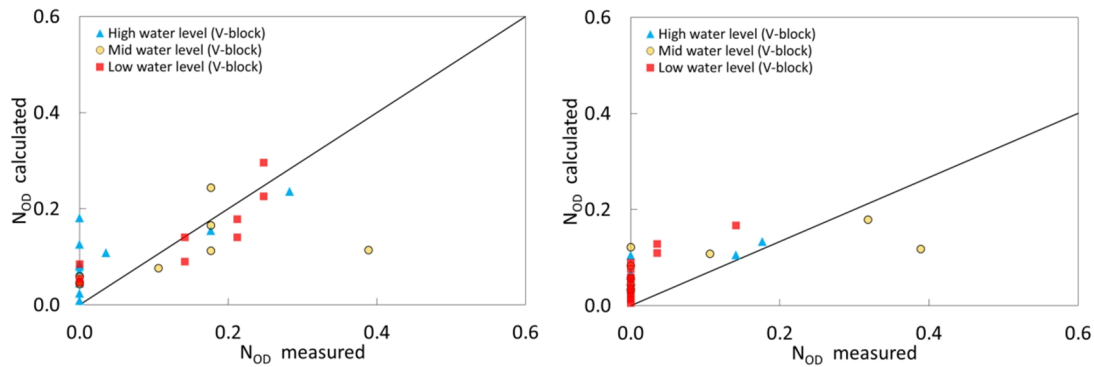 0.6
High water level (V-block)
Mid water level (V-block)
Low water level (V-block)
0.4
0.2
0.0
NOD calculated
0.0
0.2
0.4
0.6
NOD measured
0.6
High water level (V-block)
Mid water level (V-block)
Low water level (V-block)
0.4
0.2
0.0
NOD calculated
0.0
0.2
0.4
0.6
NOD measured